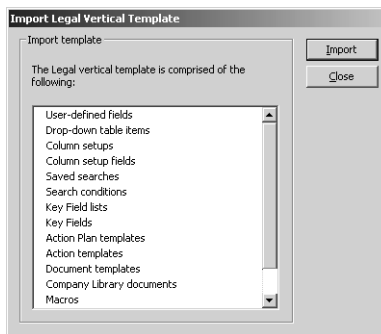 Import Legal Vertical Template
Import template
Import
The Legal vertical template is comprised of the
following:
Close
User-defined fields
Drop-down table items
Column setups
Column setup fields
Saved searches
Search conditions
Key Field lists
Key Fields
Action Plan templates
Action templates
Document templates
Company Library documents
Macros